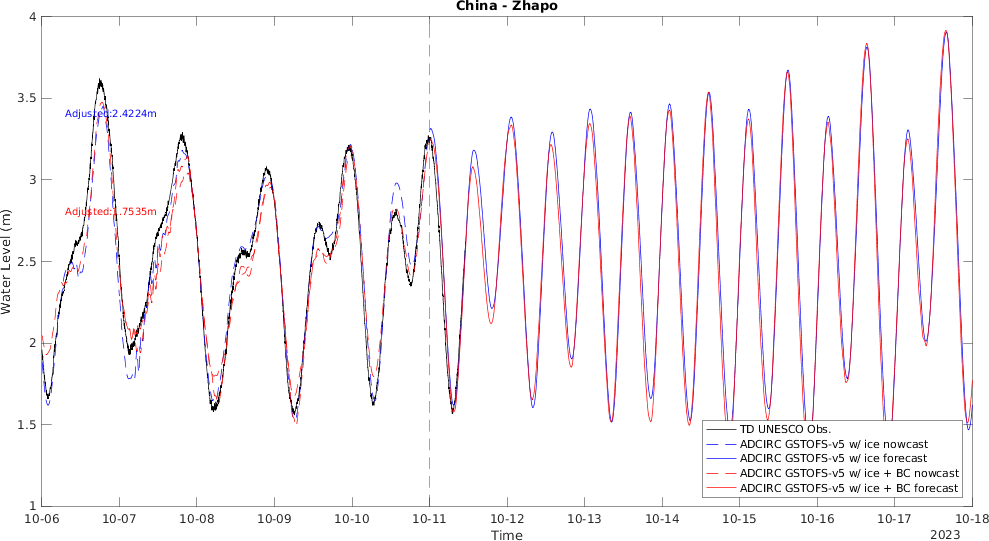 China - Zhapo
4
3.5
3
2.5
2
1.5
1
Water Level (m)
Adjusted:2.4224m
Adjusted:1.7535m
TD UNESCO Obs.
ADCIRC GSTOFS-v5 w/ ice nowcast
ADCIRC GSTOFS-v5 w/ ice forecast
ADCIRC GSTOFS-v5 w/ ice + BC nowcast
ADCIRC GSTOFS-v5 w/ ice + BC forecast
10-06 10-07 10-08 10-09 10-10 10-11 10-12 10-13 10-14 10-15 10-16 10-17 10-18
Time
2023